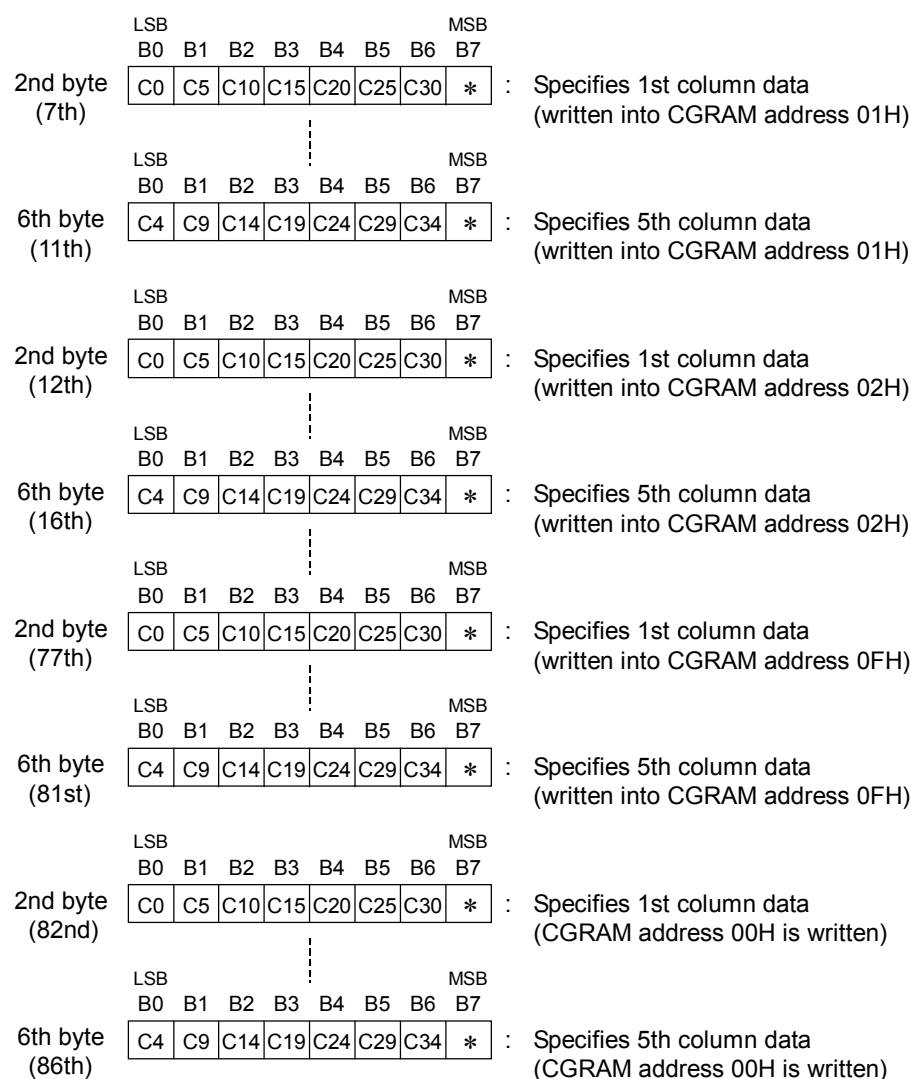 LSB MSB
B0 B1 B2 B3 B4 B5 B6 B7
2nd byte C0 C5 C10 C15 C20 C25 C30 * : Specifies 1st column data
(7th) (written into CGRAM address 01H)
LSB MSB
B0 B1 B2 B3 B4 B5 B6 B7
6th byte C4 C9 C14 C19 C24 C29 C34 * : Specifies 5th column data
(11th) (written into CGRAM address 01H)
LSB MSB
B0 B1 B2 B3 B4 B5 B6 B7
2nd byte C0 C5 C10 C15 C20 C25 C30 * : Specifies 1st column data
(12th) (written into CGRAM address 02H)
LSB MSB
B0 B1 B2 B3 B4 B5 B6 B7
6th byte C4 C9 C14 C19 C24 C29 C34 * : Specifies 5th column data
(16th) (written into CGRAM address 02H)
LSB MSB
B0 B1 B2 B3 B4 B5 B6 B7
2nd byte C0 C5 C10 C15 C20 C25 C30 * : Specifies 1st column data
(77th) (written into CGRAM address 0FH)
LSB MSB
B0 B1 B2 B3 B4 B5 B6 B7
6th byte C4 C9 C14 C19 C24 C29 C34 * : Specifies 5th column data
(81st) (written into CGRAM address 0FH)
LSB MSB
B0 B1 B2 B3 B4 B5 B6 B7
2nd byte C0 C5 C10 C15 C20 C25 C30 * : Specifies 1st column data
(82nd) (CGRAM address 00H is written)
LSB MSB
B0 B1 B2 B3 B4 B5 B6 B7
6th byte C4 C9 C14 C19 C24 C29 C34 * : Specifies 5th column data
(86th) (CGRAM address 00H is written)